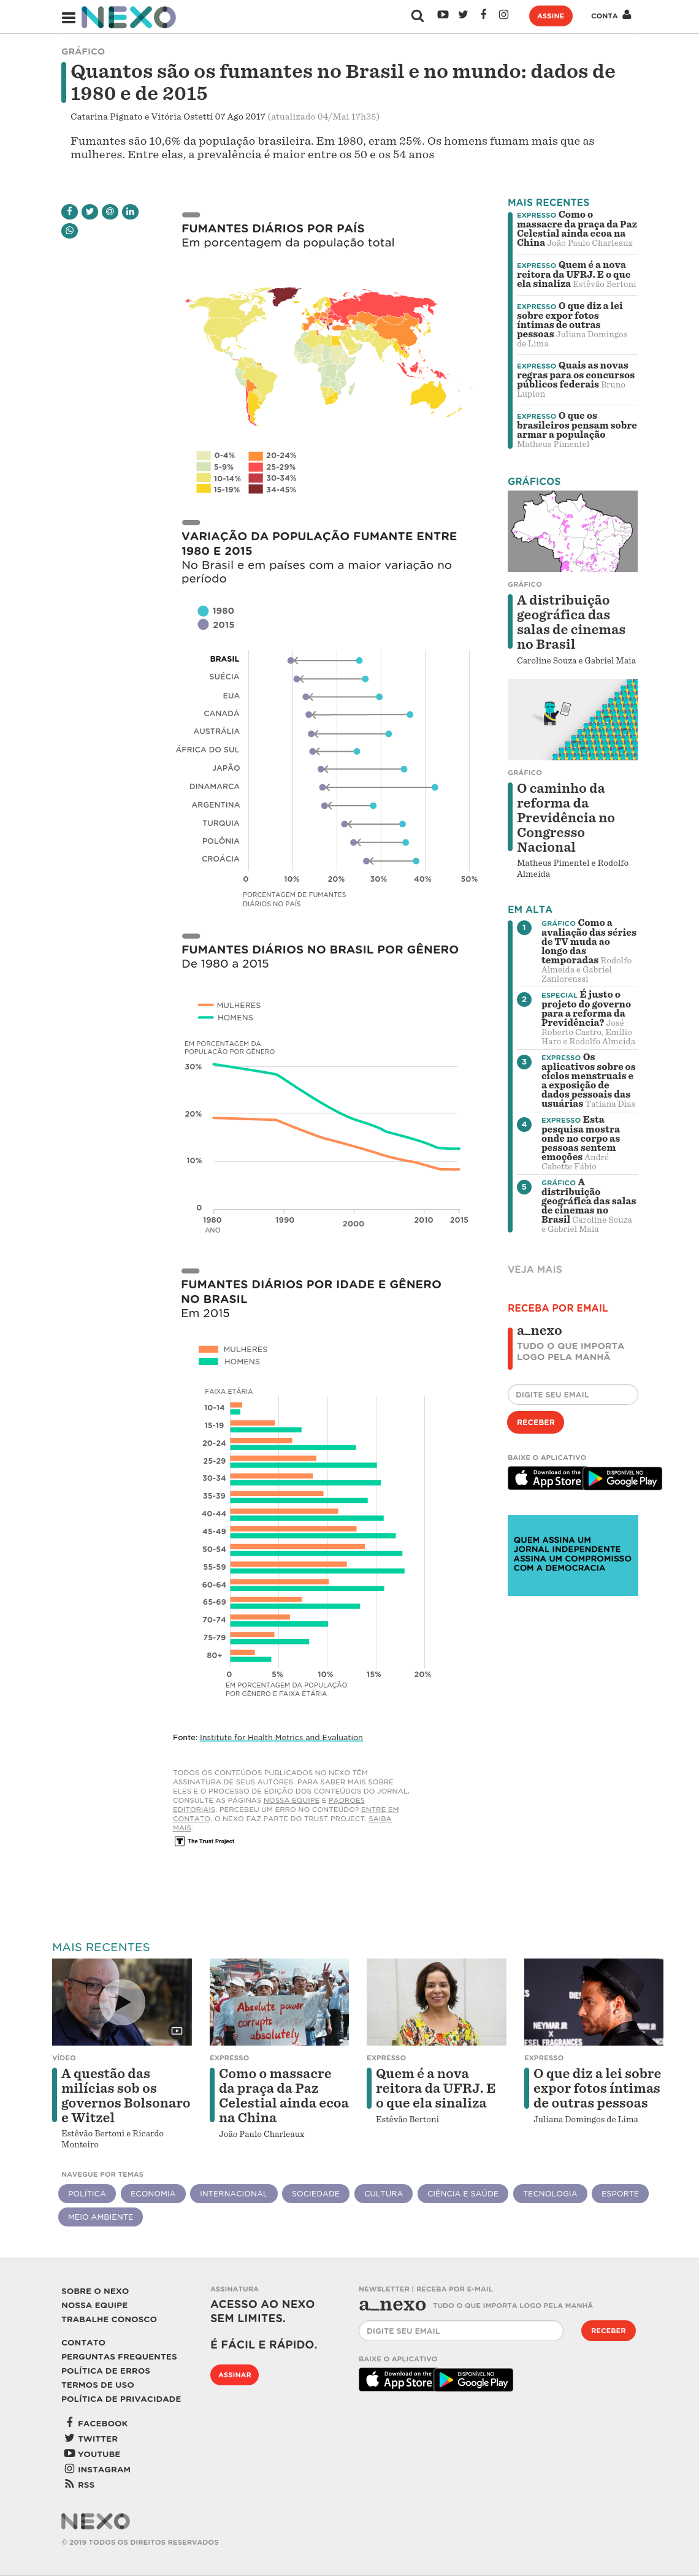 NEXO
ASSINE
CONTA
GRÁFICO
Quantos são os fumantes no Brasil e no mundo: dados de
1980 e de 2015
Catarina Pignato e Vitória Ostetti 07 Ago 2017 (atualizado 04/Mai 17h35)
Fumantes são 10,6% da população brasileira. Em 1980, eram 25%. Os homens fumam mais que as
mulheres. Entre elas, a prevalência é maior entre os 50 e os 54 anos
FUMANTES DIÁRIOS POR PAÍS
Em porcentagem da população total
0-4%
5-9%
10-14%
15-19%
20-24%
25-29%
30-34%
34-45%
VARIAÇÃO DA POPULAÇÃO FUMANTE ENTRE
1980 E 2015
No Brasil e em países com a maior variação no
período
1980
2015
BRASIL
SUÉCIA
EUA
CANADÁ
AUSTRÁLIA
ÁFRICA DO SUL
JAPÃO
DINAMARCA
ARGENTINA
TURQUIA
POLÔNIA
CROÁCIA
0 10% 20% 30% 40% 50%
PORCENTAGEM DE FUMANTES
DIÁRIOS NO PAÍS
FUMANTES DIÁRIOS NO BRASIL POR GÊNERO
De 1980 a 2015
MULHERES
HOMENS
EM PORCENTAGEM DA
POPULAÇÃO POR GÊNERO
30%
20%
10%
0
1980 1990 2000 2010 2015
ANO
FUMANTES DIÁRIOS POR IDADE E GÊNERO
NO BRASIL
Em 2015
MULHERES
HOMENS
FAIXA ETÁRIA
10-14
15-19
20-24
25-29
30-34
35-39
40-44
45-49
50-54
55-59
60-64
65-69
70-74
75-79
80+
0 5% 10% 15% 20%
EM PORCENTAGEM DA POPULAÇÃO
POR GÊNERO E FAIXA ETÁRIA
Fonte: Institute for Health Metrics and Evaluation
TODOS OS CONTEÚDOS PUBLICADOS NO NEXO TÊM
ASSINATURA DE SEUS AUTORES. PARA SABER MAIS SOBRE
ELES E O PROCESSO DE EDIÇÃO DOS CONTEÚDOS DO JORNAL,
CONSULTE AS PÁGINAS NOSSA EQUIPE E PADRÕES
EDITORIAIS. PERCEBEU UM ERRO NO CONTEÚDO? ENTRE EM
CONTATO. O NEXO FAZ PARTE DO TRUST PROJECT. SAIBA
MAIS.
T The Trust Project
MAIS RECENTES
EXPRESSO Como o
massacre da praça da Paz
Celestial ainda ecoa na
China João Paulo Charleaux
EXPRESSO Quem é a nova
reitora da UFRJ. E o que
ela sinaliza Estêvão Bertoni
EXPRESSO O que diz a lei
sobre expor fotos
íntimas de outras
pessoas Juliana Domingos
de Lima
EXPRESSO Quais as novas
regras para os concursos
públicos federais Bruno
Lupion
EXPRESSO O que os
brasileiros pensam sobre
armar a população
Matheus Pimentel
GRÁFICOS
GRÁFICO
A distribuição
geográfica das
salas de cinemas
no Brasil
Caroline Souza e Gabriel Maia
GRÁFICO
O caminho da
reforma da
Previdência no
Congresso
Nacional
Matheus Pimentel e Rodolfo
Almeida
EM ALTA
1
GRÁFICO Como a
avaliação das séries
de TV muda ao
longo das
temporadas Rodolfo
Almeida e Gabriel
Zanlorenssi
2
ESPECIAL É justo o
projeto do governo
para a reforma da
Previdência? José
Roberto Castro, Emílio
Haro e Rodolfo Almeida
3
EXPRESSO Os
aplicativos sobre os
ciclos menstruais e
a exposição de
dados pessoais das
usuárias Tatiana Dias
4
EXPRESSO Esta
pesquisa mostra
onde no corpo as
pessoas sentem
emoções André
Cabette Fábio
5
GRÁFICO A
distribuição
geográfica das salas
de cinemas no
Brasil Caroline Souza
e Gabriel Maia
VEJA MAIS
RECEBA POR EMAIL
a_nexo
TUDO O QUE IMPORTA
LOGO PELA MANHÃ
DIGITE SEU EMAIL
RECEBER
BAIXE O APLICATIVO
Download on the
App Store
DISPONÍVEL NO
Google Play
QUEM ASSINA UM
JORNAL INDEPENDENTE
ASSINA UM COMPROMISSO
COM A DEMOCRACIA
MAIS RECENTES
VÍDEO
A questão das
milícias sob os
governos Bolsonaro
e Witzel
Estêvão Bertoni e Ricardo
Monteiro
Absolute power
corrupts
absolutely
EXPRESSO
Como o massacre
da praça da Paz
Celestial ainda ecoa
na China
João Paulo Charleaux
EXPRESSO
Quem é a nova
reitora da UFRJ. E
o que ela sinaliza
Estêvão Bertoni
NEYMAR JR
X
DIESEL FRAGRANCES
EXPRESSO
O que diz a lei sobre
expor fotos íntimas
de outras pessoas
Juliana Domingos de Lima
NAVEGUE POR TEMAS
POLÍTICA ECONOMIA INTERNACIONAL SOCIEDADE CULTURA CIÊNCIA E SAÚDE TECNOLOGIA ESPORTE
MEIO AMBIENTE
SOBRE O NEXO
NOSSA EQUIPE
TRABALHE CONOSCO
CONTATO
PERGUNTAS FREQUENTES
POLÍTICA DE ERROS
TERMOS DE USO
POLÍTICA DE PRIVACIDADE
FACEBOOK
TWITTER
YOUTUBE
INSTAGRAM
RSS
ASSINATURA
ACESSO AO NEXO
SEM LIMITES.
É FÁCIL E RÁPIDO.
ASSINAR
NEWSLETTER | RECEBA POR E-MAIL
a_nexo TUDO O QUE IMPORTA LOGO PELA MANHÃ
DIGITE SEU EMAIL
RECEBER
BAIXE O APLICATIVO
Download on the
App Store
DISPONÍVEL NO
Google Play
NEXO
© 2019 TODOS OS DIREITOS RESERVADOS